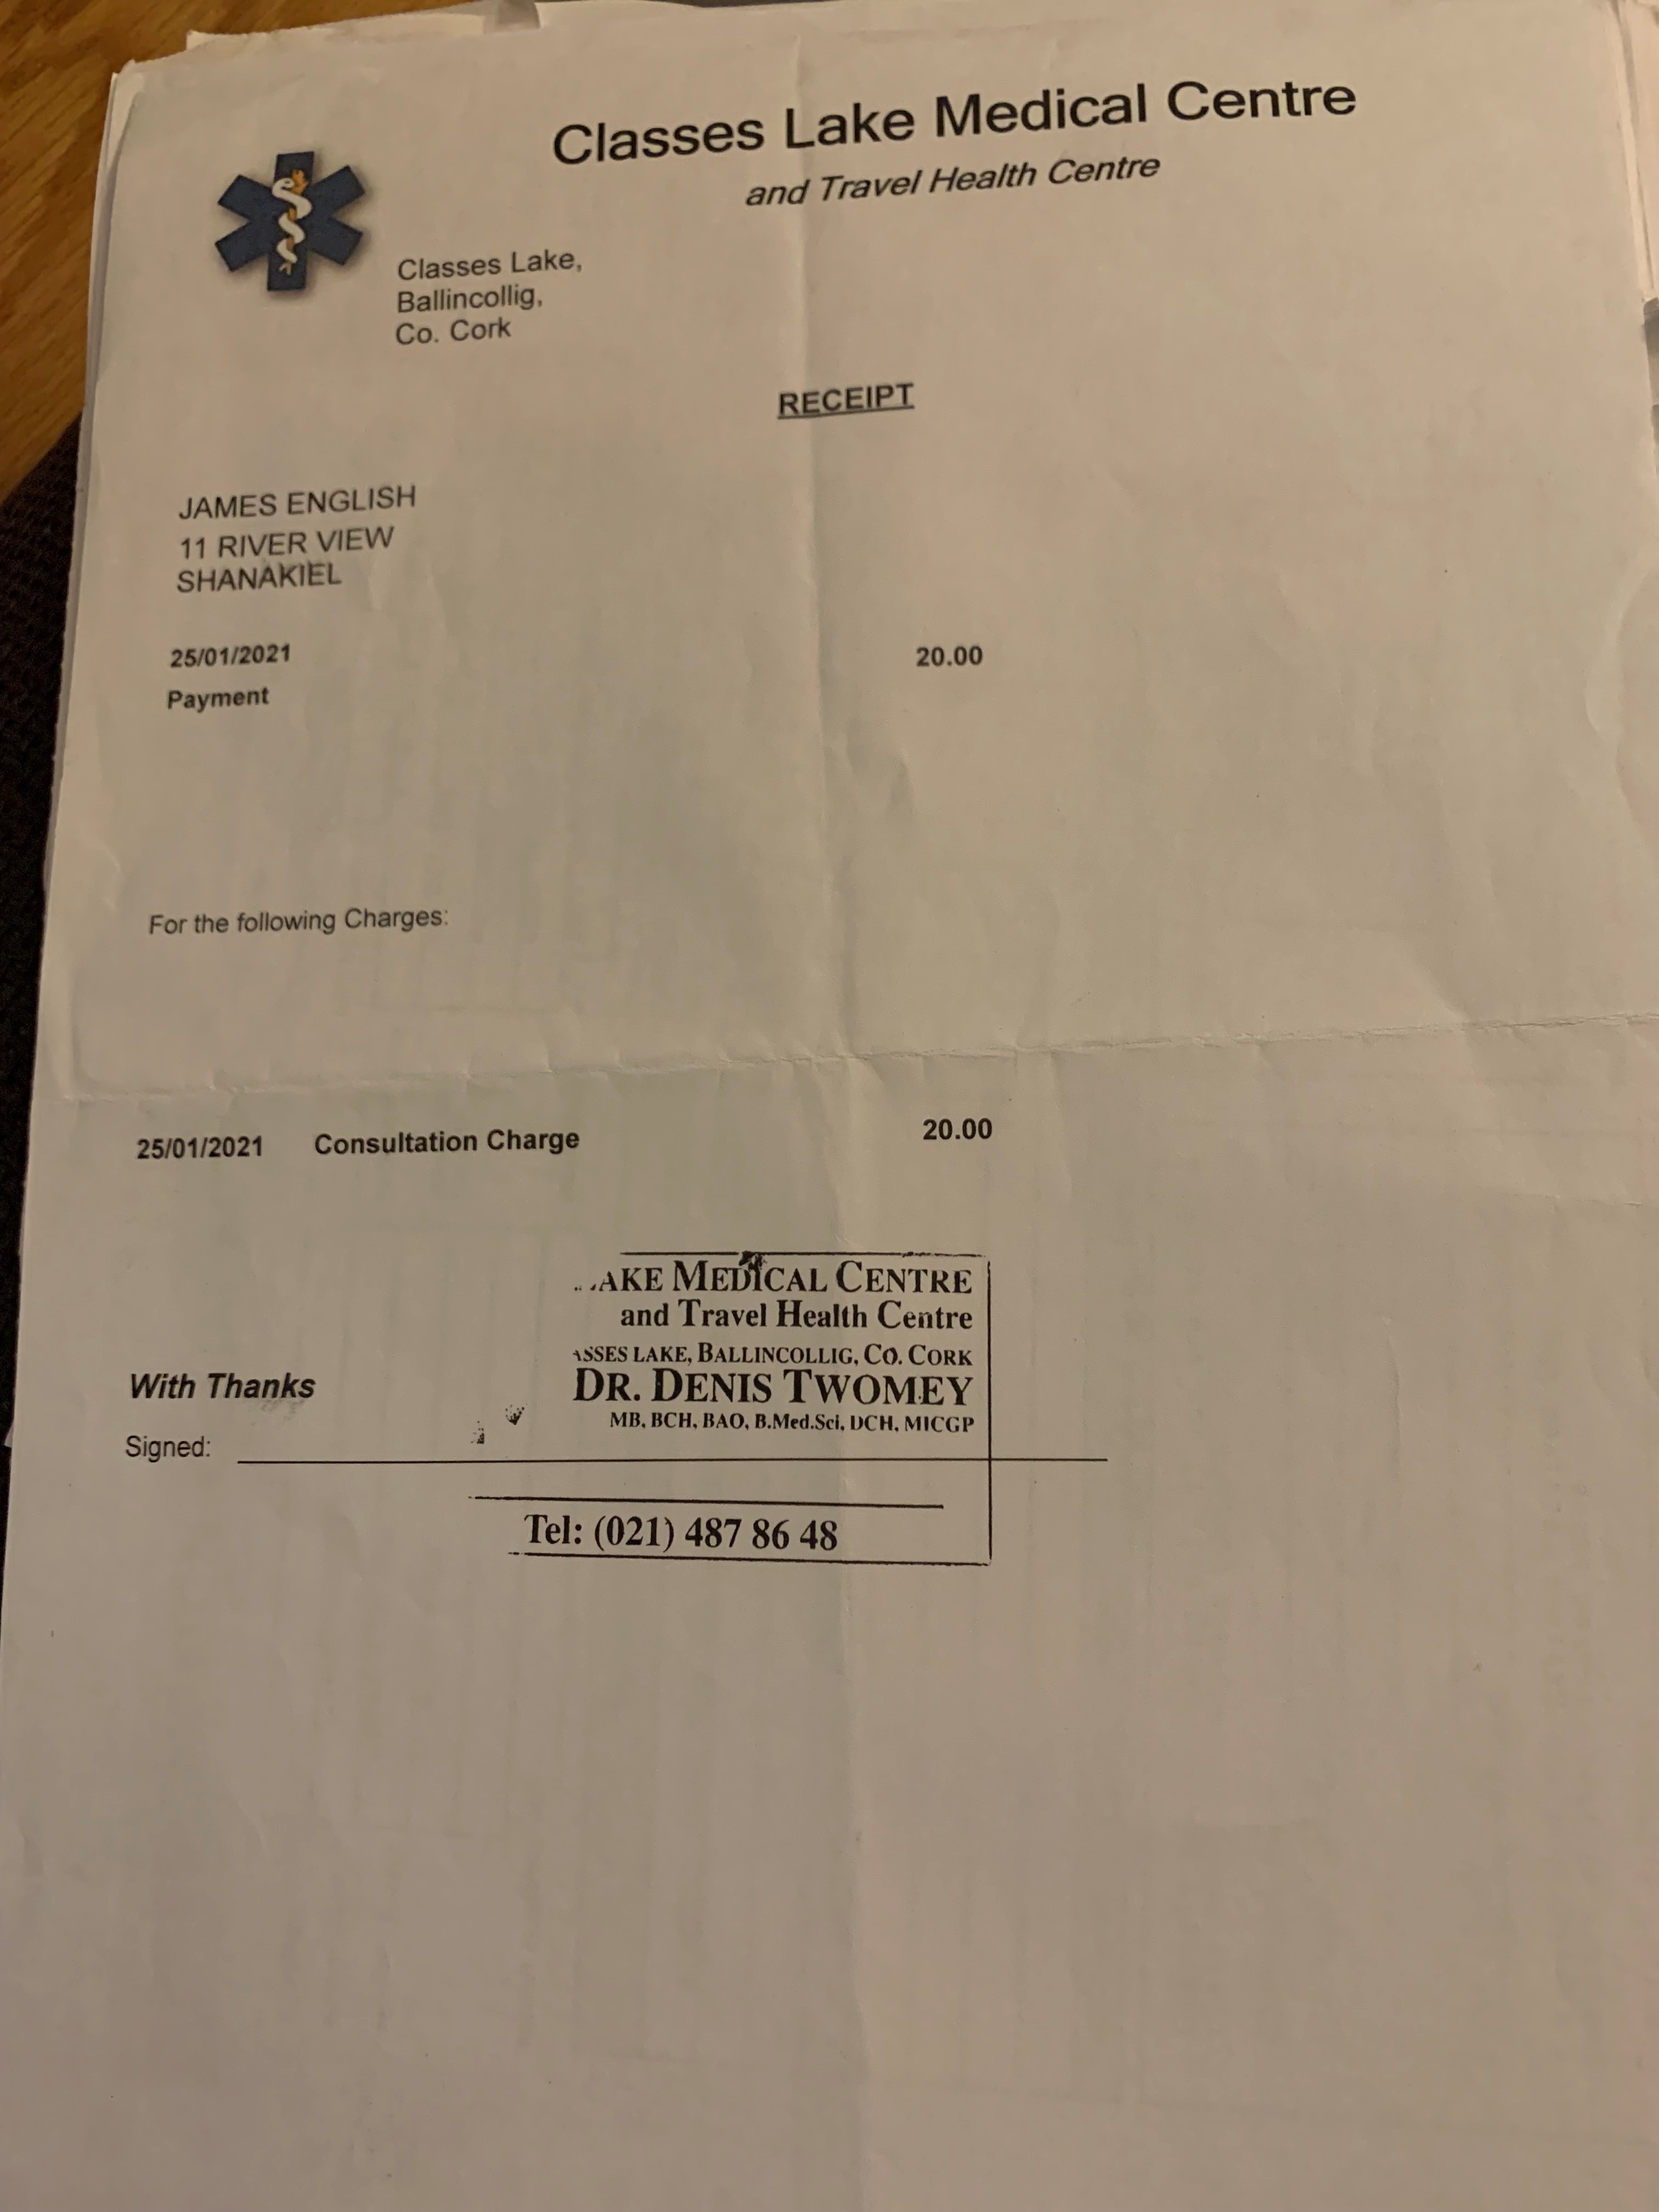 Classes Lake Medical Centre
and Travel Health Centre
Classes Lake,
Ballincollig,
Co. Cork
RECEIPT
JAMES ENGLISH
11 RIVER VIEW
SHANAKIEL
25/01/2021 20.00
Payment
For the following Charges:
25/01/2021 Consultation Charge 20.00
AKE MEDICAL CENTRE
and Travel Health Centre
ASSES LAKE, BALLINCOLLIG, CO. CORK
DR. DENIS TWOMEY
MB, BCH, BAO, B.Med.Sci, DCH, MICGP
With Thanks
Signed:
Tel: (021) 487 86 48